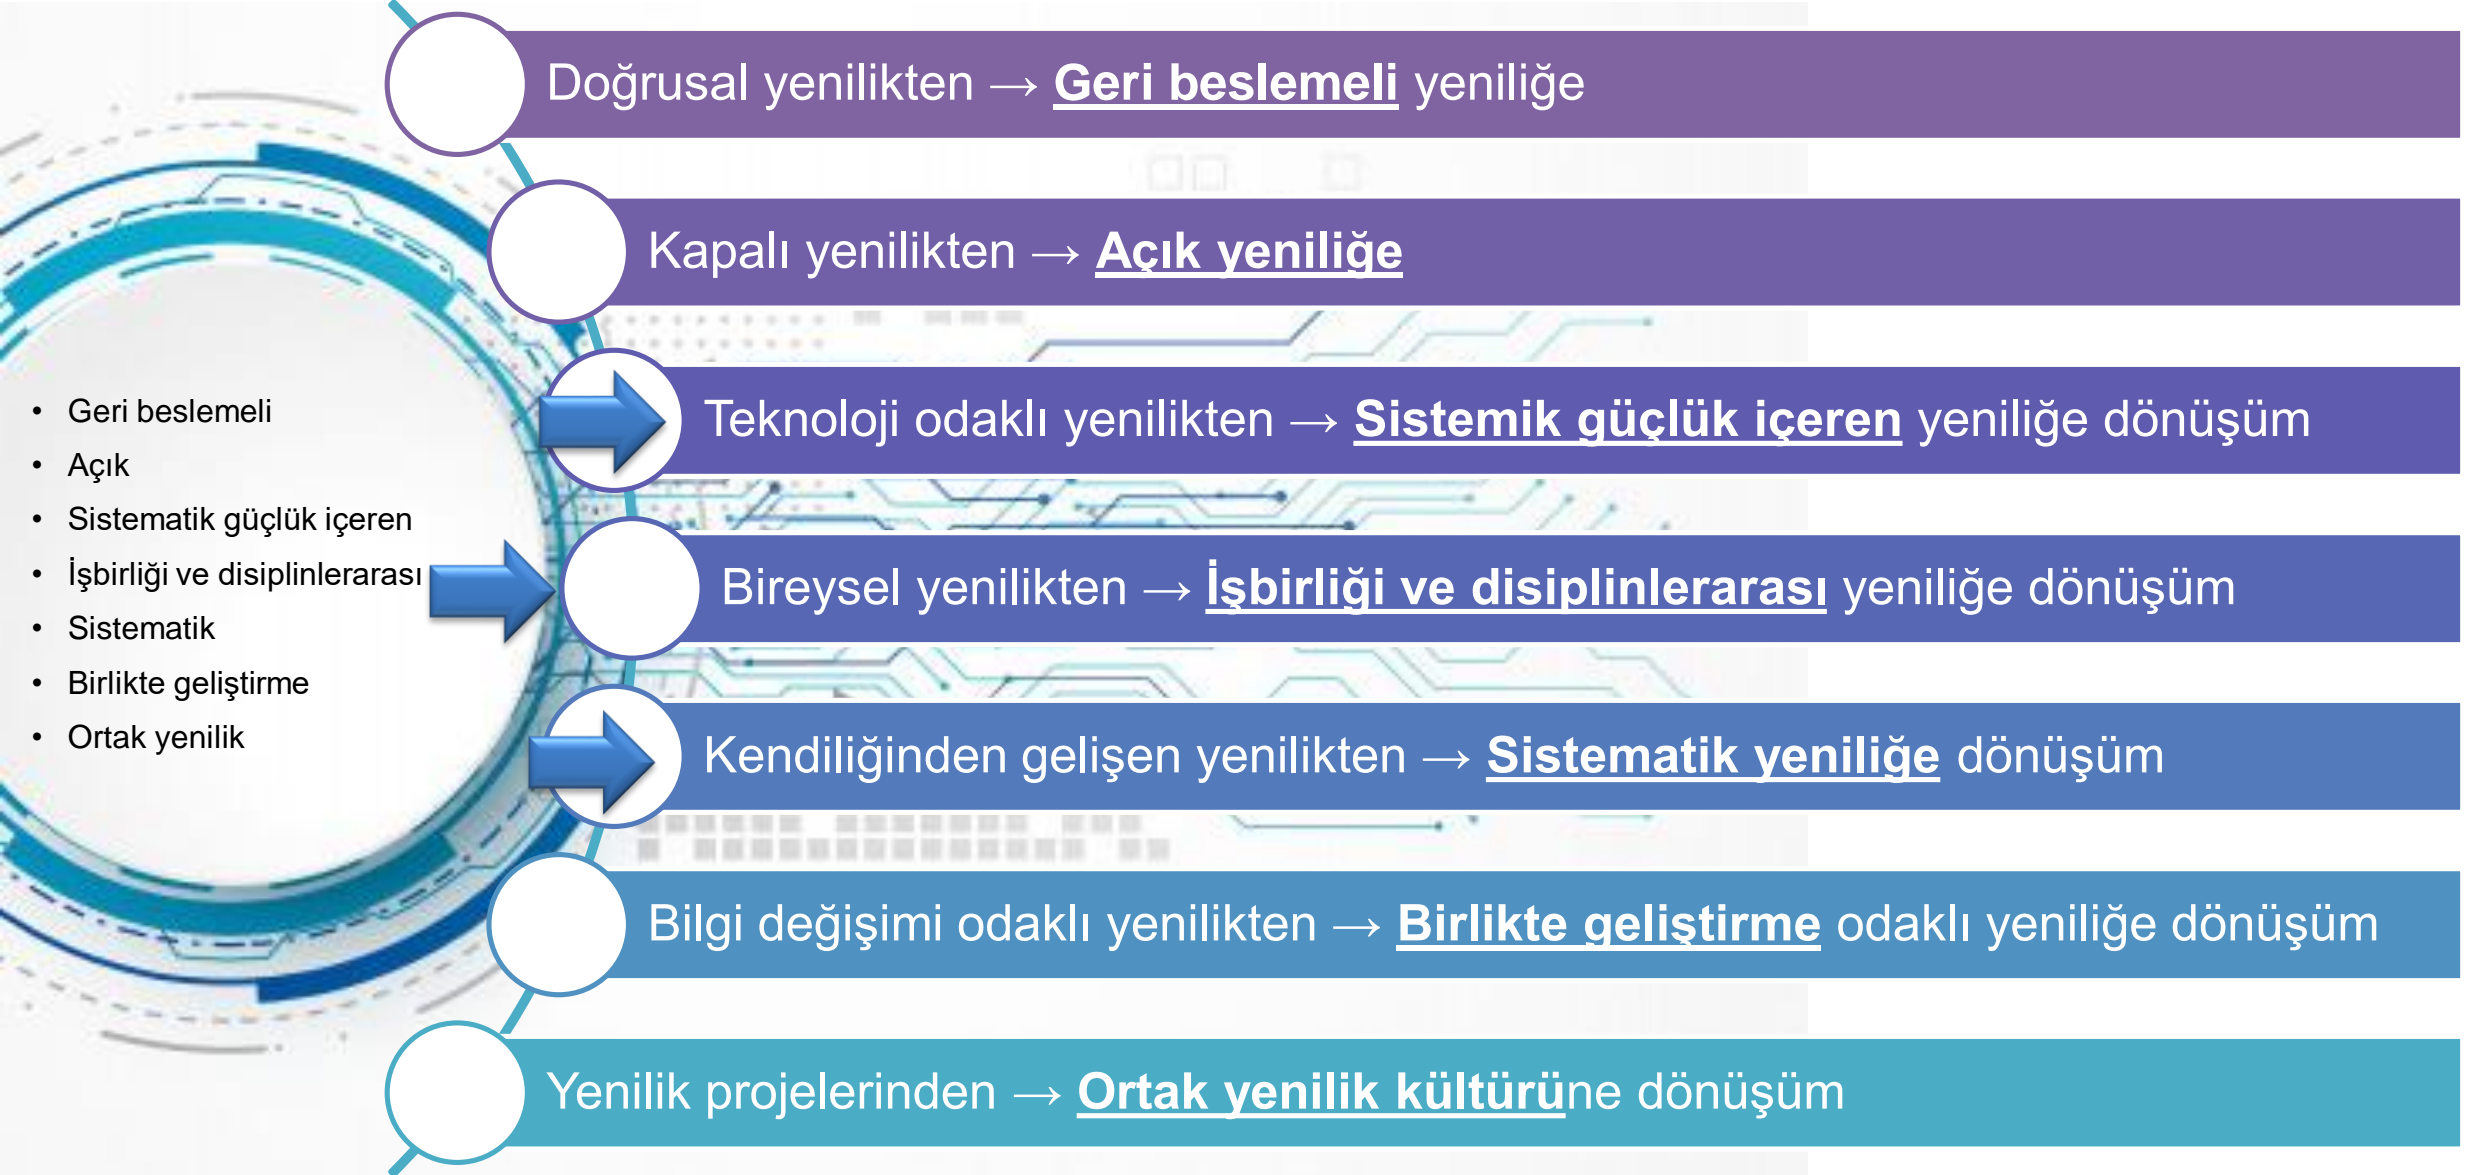 Doğrusal yenilikten → Geri beslemeli yeniliğe
Kapalı yenilikten → Açık yeniliğe
Teknoloji odaklı yenilikten → Sistemik güçlük içeren yeniliğe dönüşüm
Bireysel yenilikten → İşbirliği ve disiplinlerarası yeniliğe dönüşüm
Kendiliğinden gelişen yenilikten → Sistematik yeniliğe dönüşüm
Bilgi değişimi odaklı yenilikten → Birlikte geliştirme odaklı yeniliğe dönüşüm
Yenilik projelerinden → Ortak yenilik kültürüne dönüşüm
• Geri beslemeli
• Açık
• Sistematik güçlük içeren
• İşbirliği ve disiplinlerarası
• Sistematik
• Birlikte geliştirme
• Ortak yenilik